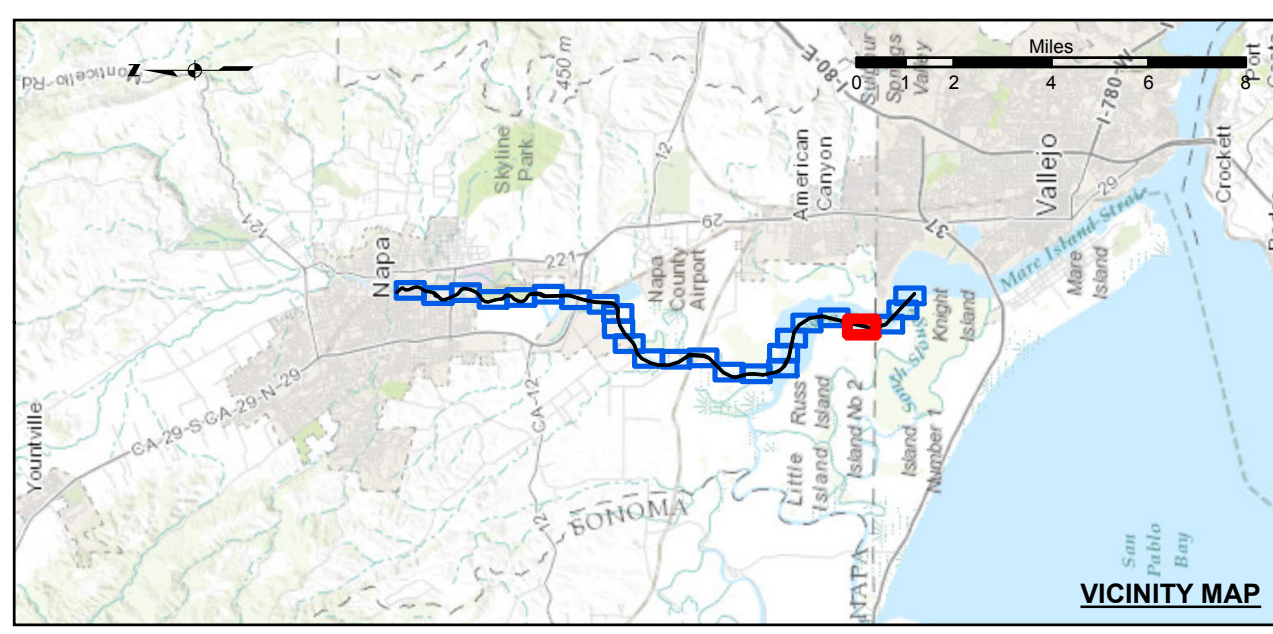 Miles
0 1 2 4 6 8
VICINITY MAP
Z
Monticello-Rd
450 m
Skyline
Park
121
Napa
221
12
29
American
Canyon
I-80-E
Springs
Valley
I-780-W
Port
Vallejo
29
Crockett
37
Mare Island-Strait
Mare
Island
Napa
County
Airport
Knight
Island
South Slough
Little
Island
Russ
Island
Island No 2
Island
Number 1
CA-29-S
CA-29-N-29
Yountville
CA-12
12
SONOMA
NAPA
San
Pablo
Bay